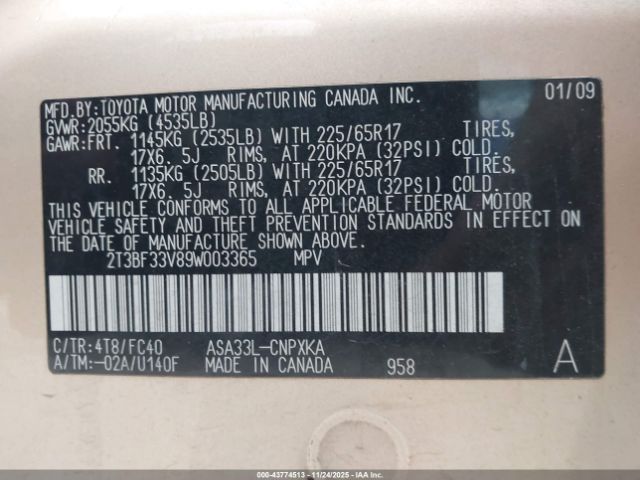 MFD.BY:TOYOTA MOTOR MANUFACTURING CANADA INC. 01/09
GVWR:2055KG (4535LB)
GAWR:FRT. 1145KG (2535LB) WITH 225/65R17 TIRES,
17X6. 5J RIMS, AT 220KPA (32PSI) COLD.
RR. 1135KG (2505LB) WITH 225/65R17 TIRES,
17X6. 5J RIMS, AT 220KPA (32PSI) COLD.
THIS VEHICLE CONFORMS TO ALL APPLICABLE FEDERAL MOTOR
VEHICLE SAFETY AND THEFT PREVENTION STANDARDS IN EFFECT ON
THE DATE OF MANUFACTURE SHOWN ABOVE.
2T3BF33V89W003365 MPV
C/TR:4T8/FC40 ASA33L-CNPXKA
A/TM:-02A/U140F MADE IN CANADA 958 A
000-43774513 - 11/24/2025 - IAAI, Inc.